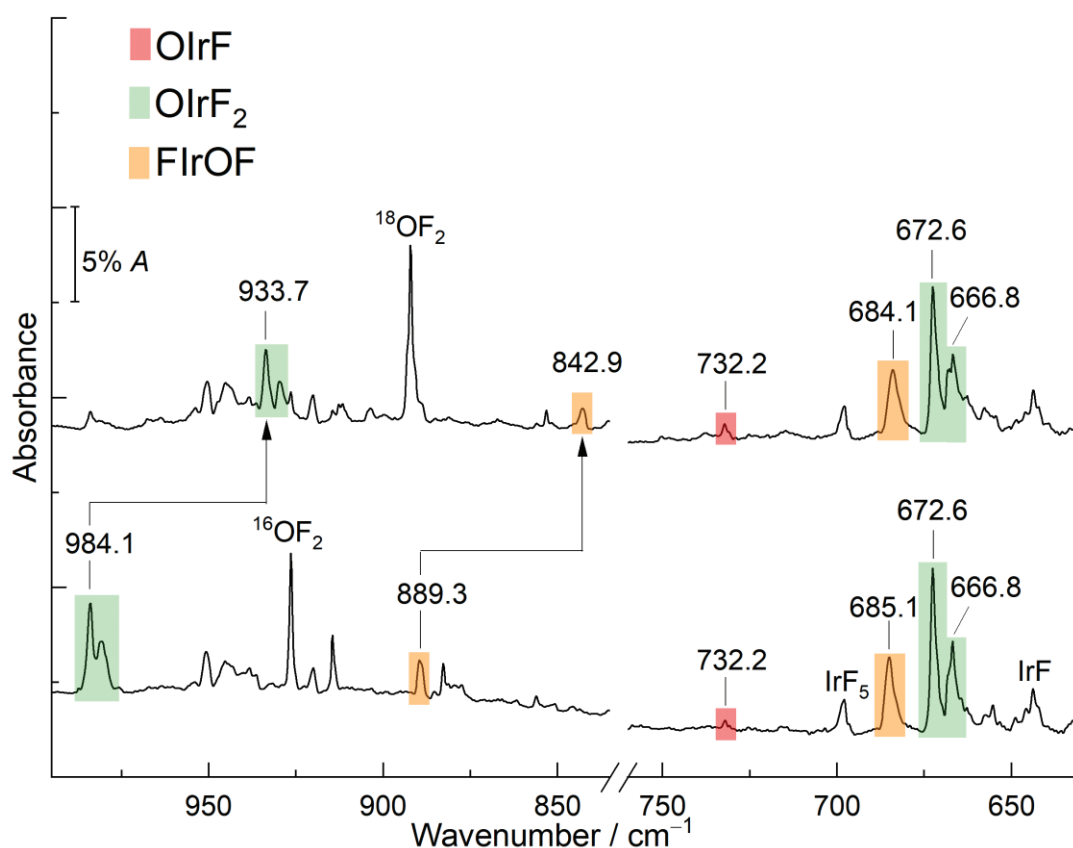 OIrF
OIrF₂
FIrOF
5% A
¹⁸OF₂
933.7
842.9
732.2
684.1
672.6
666.8
Absorbance
984.1
¹⁶OF₂
889.3
732.2
IrF₅
685.1
672.6
666.8
IrF
950
900
850
750
700
650
Wavenumber / cm⁻¹